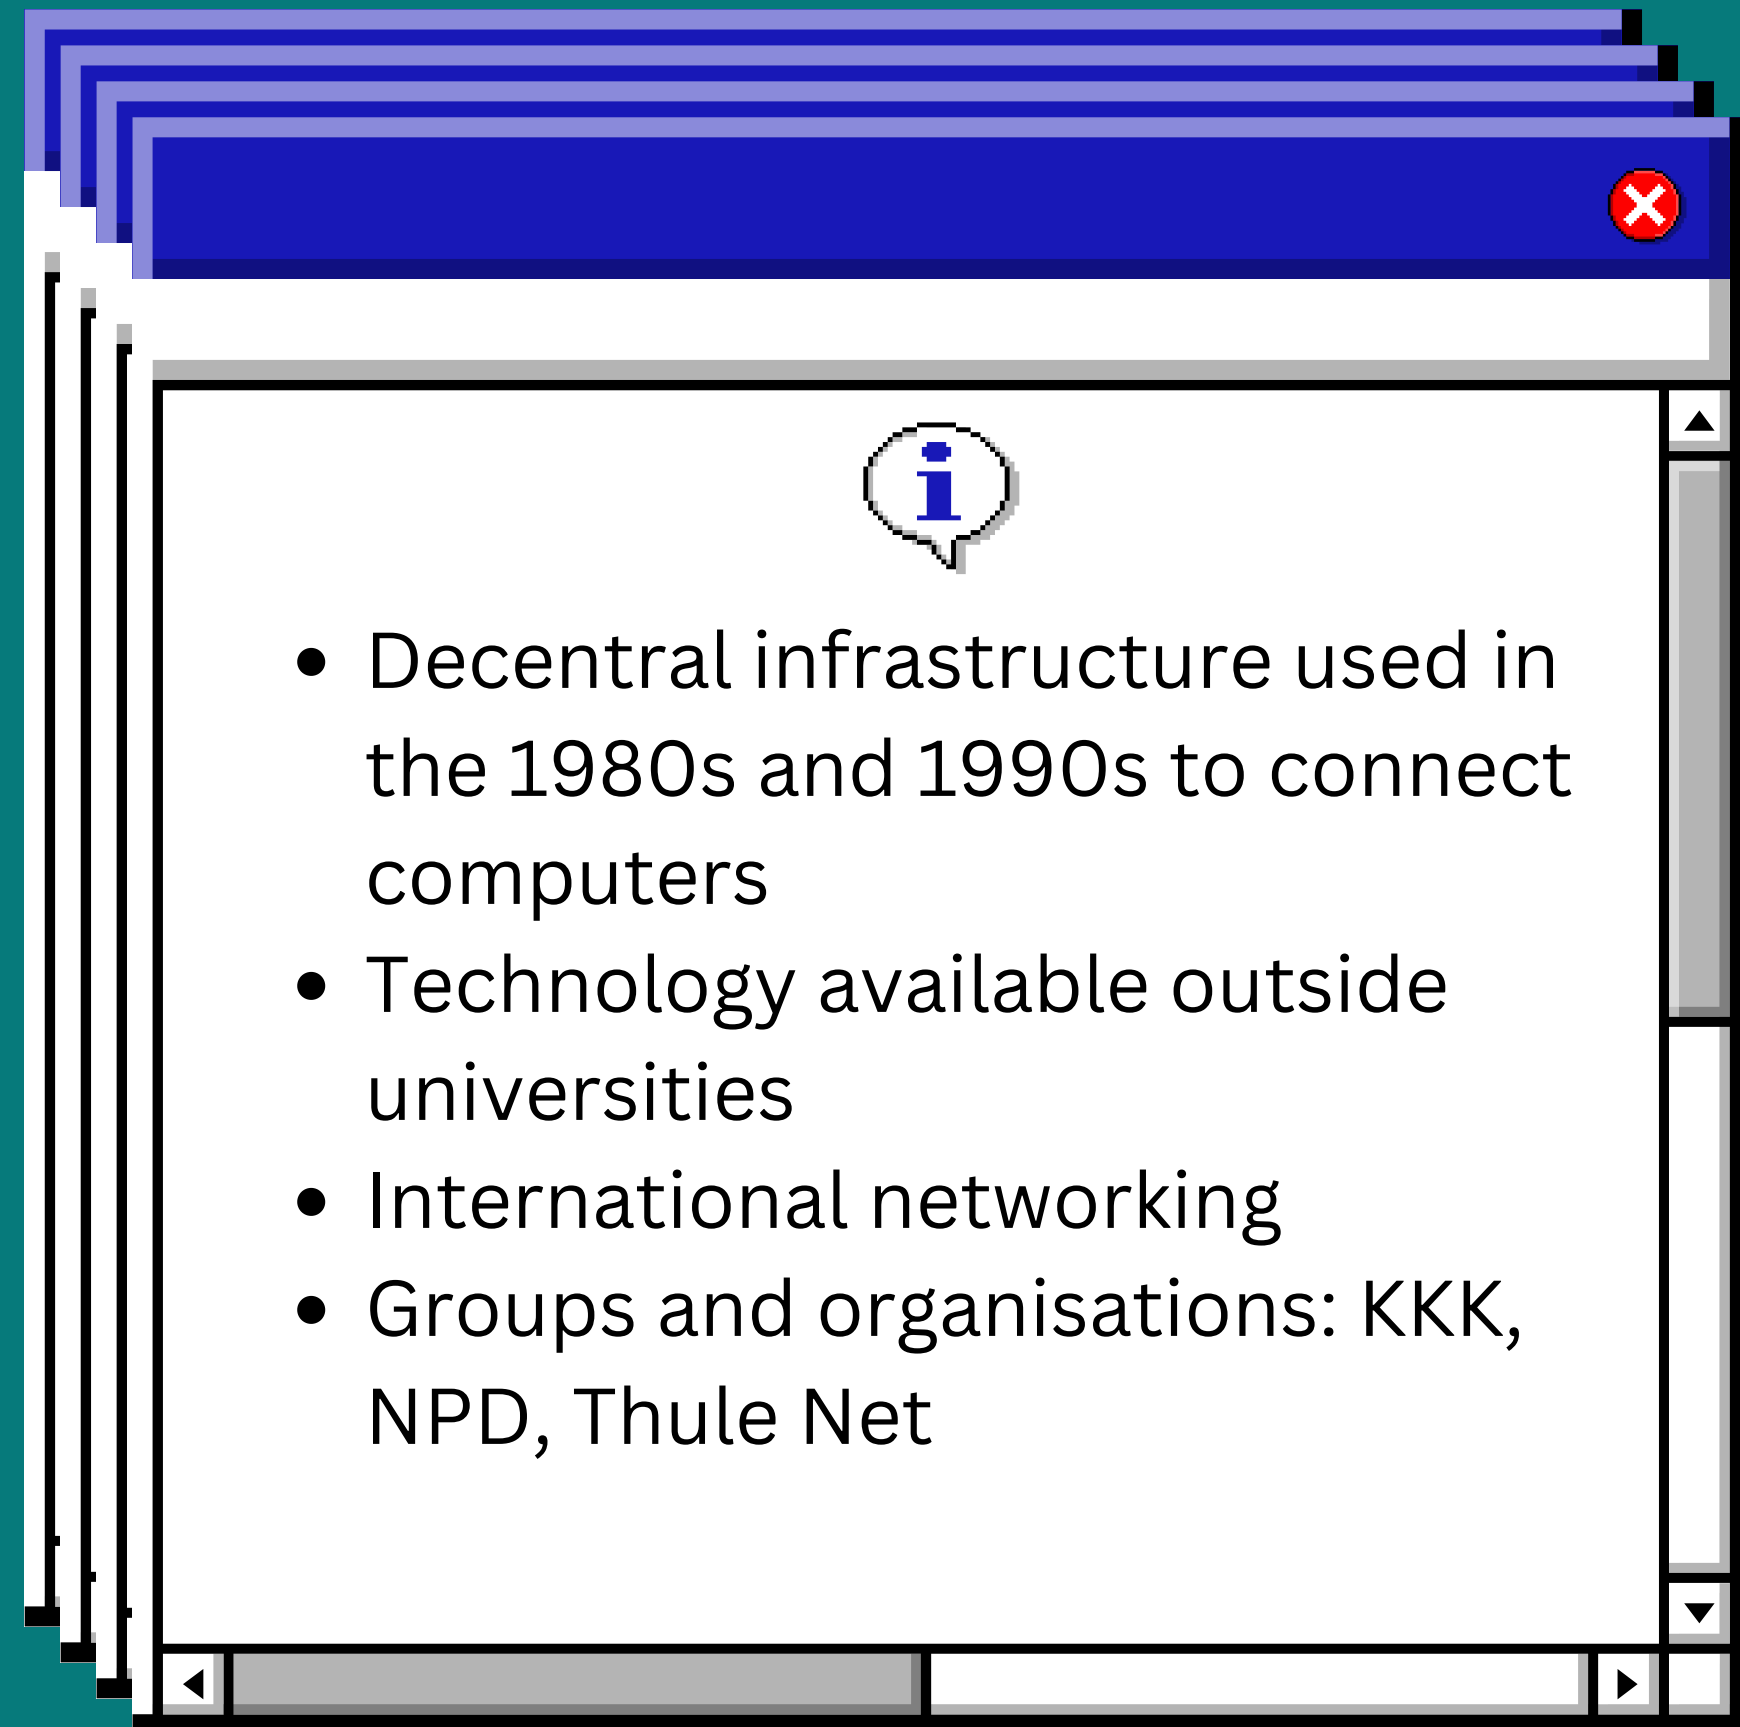 i
• Decentral infrastructure used in
the 1980s and 1990s to connect
computers
• Technology available outside
universities
• International networking
• Groups and organisations: KKK,
NPD, Thule Net